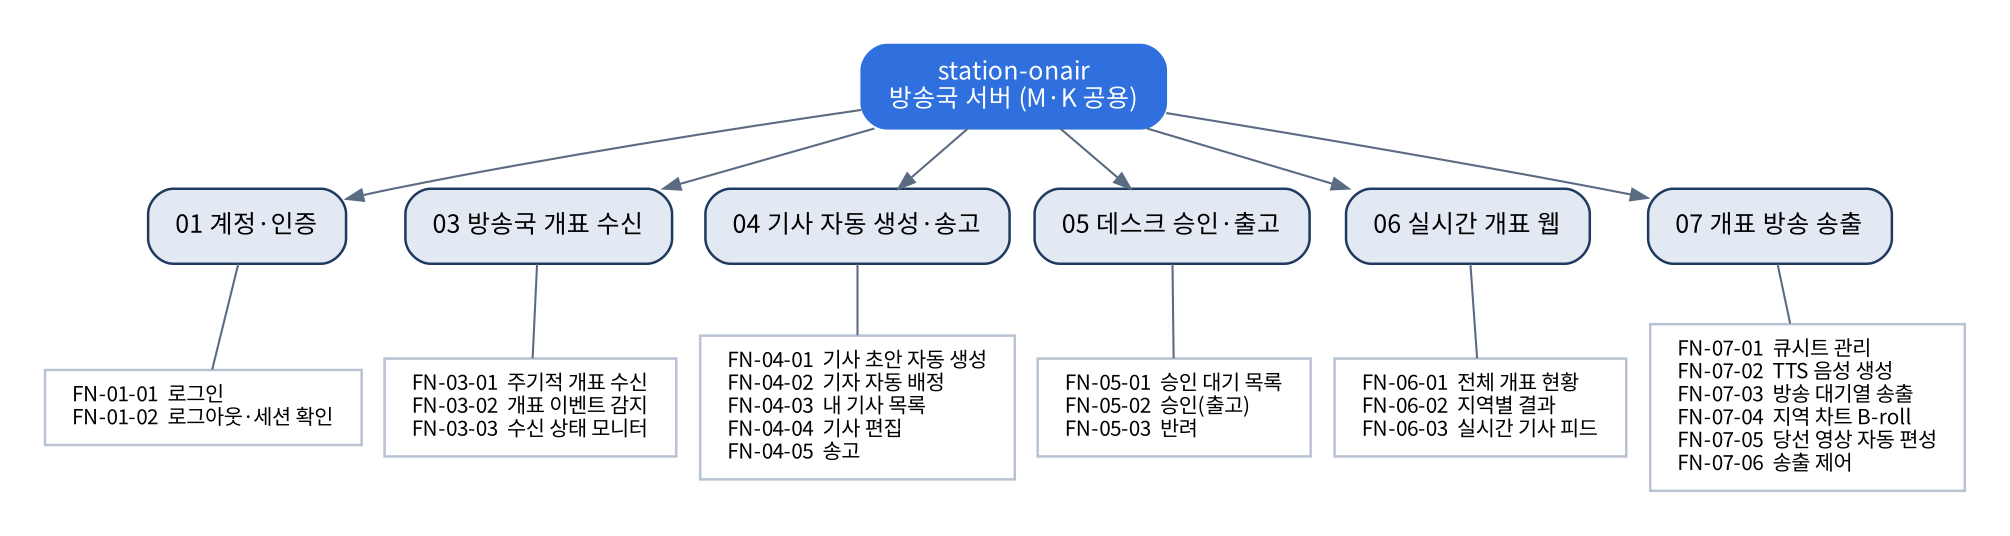 station-onair
방송국 서버 (M·K 공용)
01 계정·인증
03 방송국 개표 수신
04 기사 자동 생성·송고
05 데스크 승인·출고
06 실시간 개표 웹
07 개표 방송 송출
FN-01-01 로그인
FN-01-02 로그아웃·세션 확인
FN-03-01 주기적 개표 수신
FN-03-02 개표 이벤트 감지
FN-03-03 수신 상태 모니터
FN-04-01 기사 초안 자동 생성
FN-04-02 기자 자동 배정
FN-04-03 내 기사 목록
FN-04-04 기사 편집
FN-04-05 송고
FN-05-01 승인 대기 목록
FN-05-02 승인(출고)
FN-05-03 반려
FN-06-01 전체 개표 현황
FN-06-02 지역별 결과
FN-06-03 실시간 기사 피드
FN-07-01 큐시트 관리
FN-07-02 TTS 음성 생성
FN-07-03 방송 대기열 송출
FN-07-04 지역 차트 B-roll
FN-07-05 당선 영상 자동 편성
FN-07-06 송출 제어